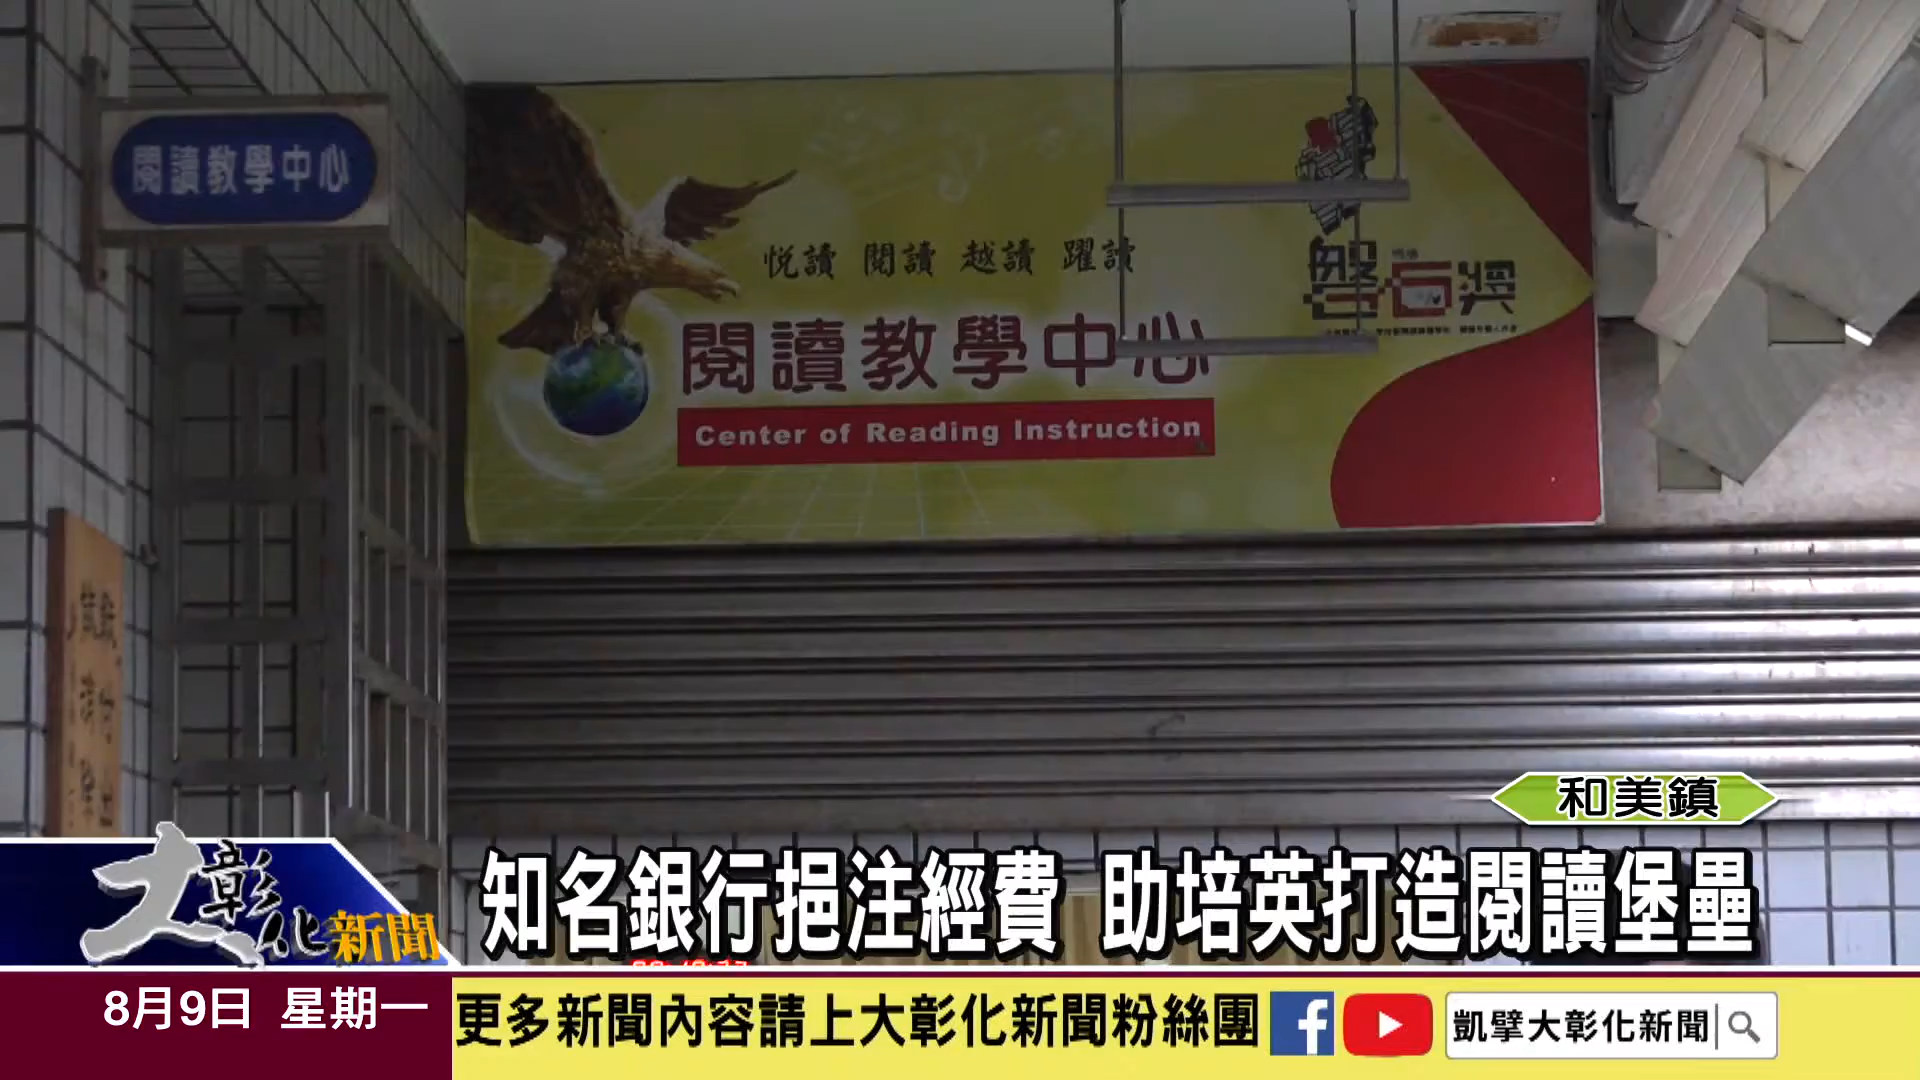 閱讀教學中心
悅讀 閱讀 越讀 躍讀
磐石獎
閱讀教學中心
Center of Reading Instruction
和美鎮
大彰化新聞
知名銀行挹注經費 助培英打造閱讀堡壘
8月9日 星期一
更多新聞內容請上大彰化新聞粉絲團
凱擘大彰化新聞